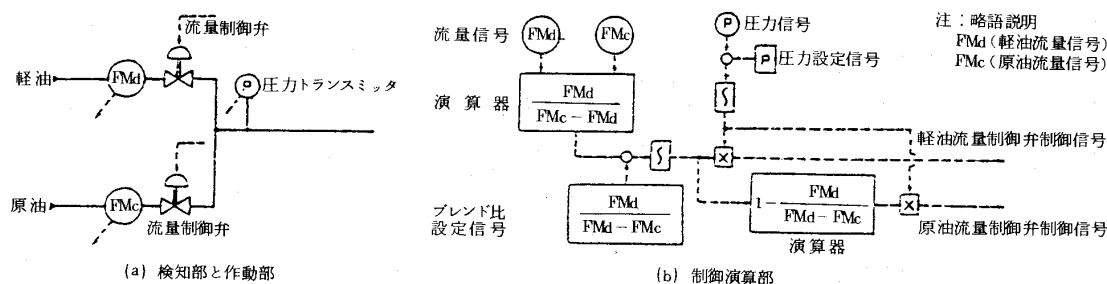 流量制御弁
軽油
FMd
P
圧力トランスミッタ
原油
FMc
流量制御弁
(a) 検知部と作動部
流量信号
FMd
FMc
P
圧力信号
P
圧力設定信号
演算器
FMd
FMc − FMd
∫
ブレンド比
設定信号
FMd
FMd − FMc
∫
×
軽油流量制御弁制御信号
1 −
FMd
FMd − FMc
演算器
×
原油流量制御弁制御信号
(b) 制御演算部
注：略語説明
FMd（軽油流量信号）
FMc（原油流量信号）